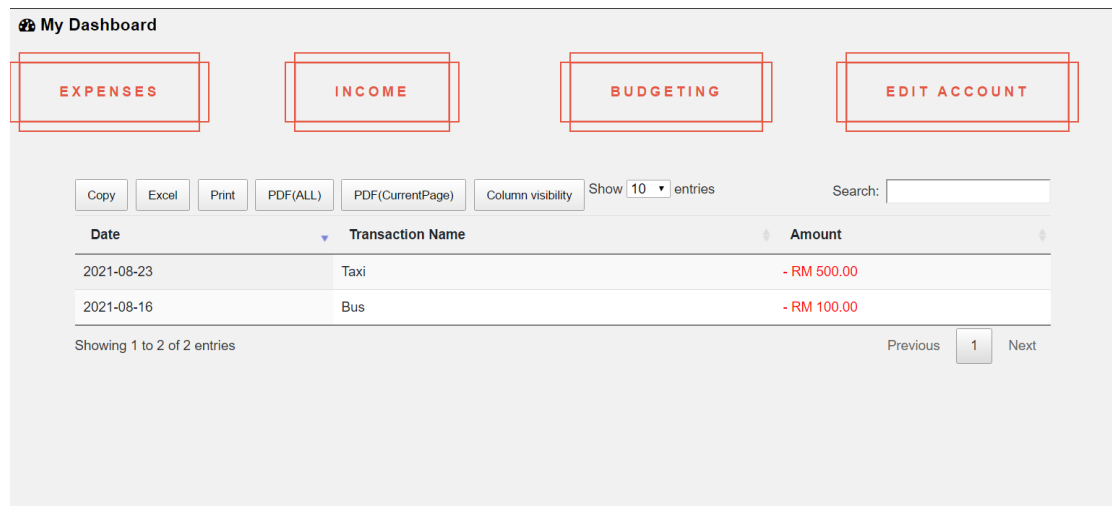 My Dashboard
EXPENSES INCOME BUDGETING EDIT ACCOUNT
Copy Excel Print PDF(ALL) PDF(CurrentPage) Column visibility Show 10 entries Search:
Date Transaction Name Amount
2021-08-23 Taxi - RM 500.00
2021-08-16 Bus - RM 100.00
Showing 1 to 2 of 2 entries Previous 1 Next